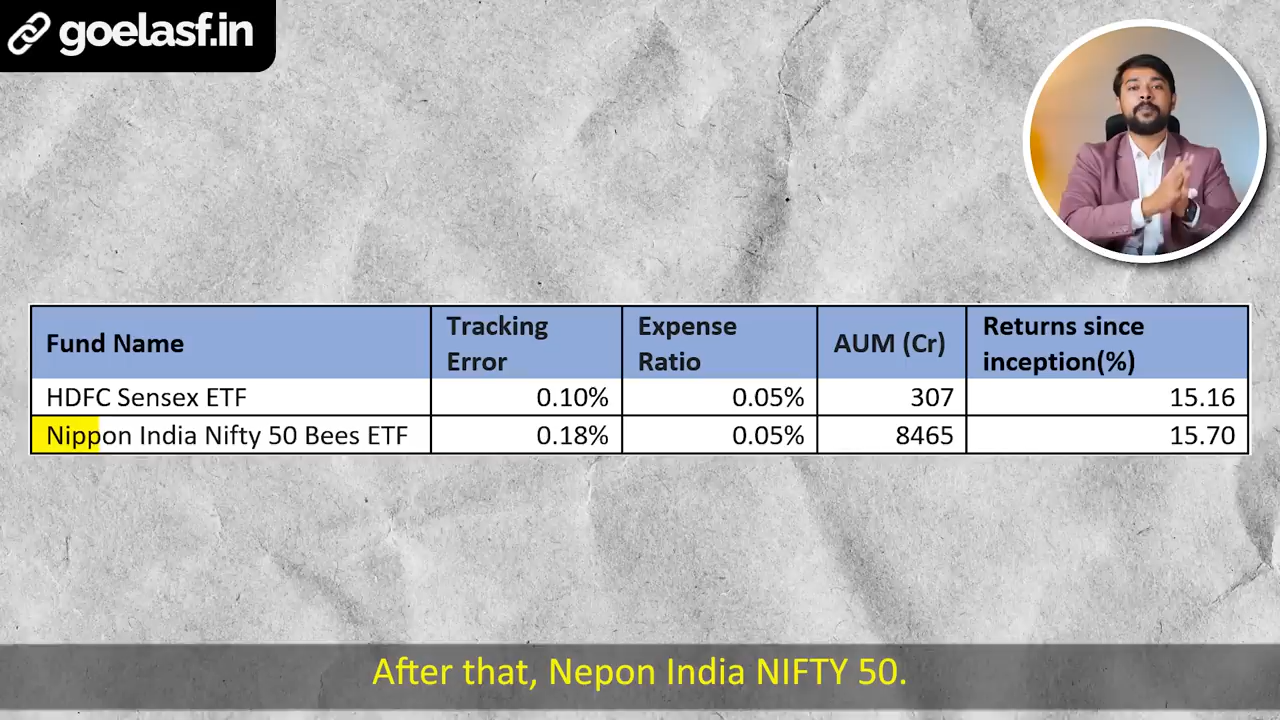 goelasf.in
Fund Name
Tracking Error
Expense Ratio
AUM (Cr)
Returns since inception(%)
HDFC Sensex ETF 0.10% 0.05% 307 15.16
Nippon India Nifty 50 Bees ETF 0.18% 0.05% 8465 15.70
After that, Nepon India NIFTY 50.